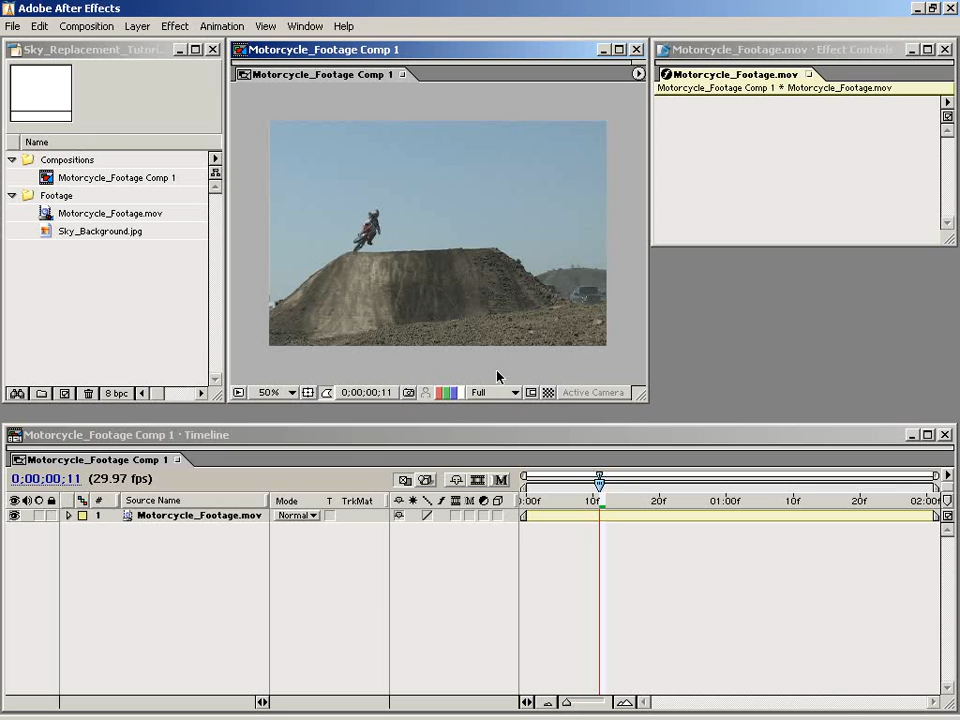 Adobe After Effects
File Edit Composition Layer Effect Animation View Window Help
Sky_Replacement_Tutori
Name
Compositions
Motorcycle_Footage Comp 1
Footage
Motorcycle_Footage.mov
Sky_Background.jpg
8 bpc
Motorcycle_Footage Comp 1
Motorcycle_Footage Comp 1
50% 0;00;00;11 Full Active Camera
Motorcycle_Footage.mov · Effect Controls
Motorcycle_Footage.mov
Motorcycle_Footage Comp 1 * Motorcycle_Footage.mov
Motorcycle_Footage Comp 1 · Timeline
Motorcycle_Footage Comp 1
0;00;00;11 (29.97 fps)
# Source Name Mode T TrkMat :00f 10f 20f 01:00f 10f 20f 02:00f
1 Motorcycle_Footage.mov Normal